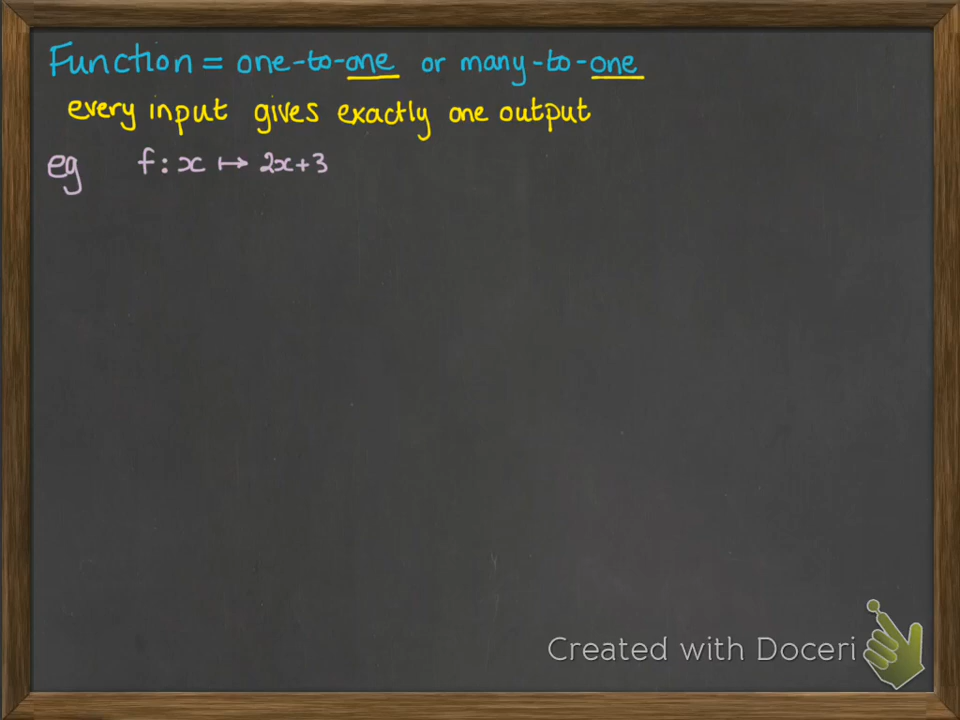 Function = one-to-one or many-to-one
every input gives exactly one output
eg f : x ↦ 2x+3
Created with Doceri